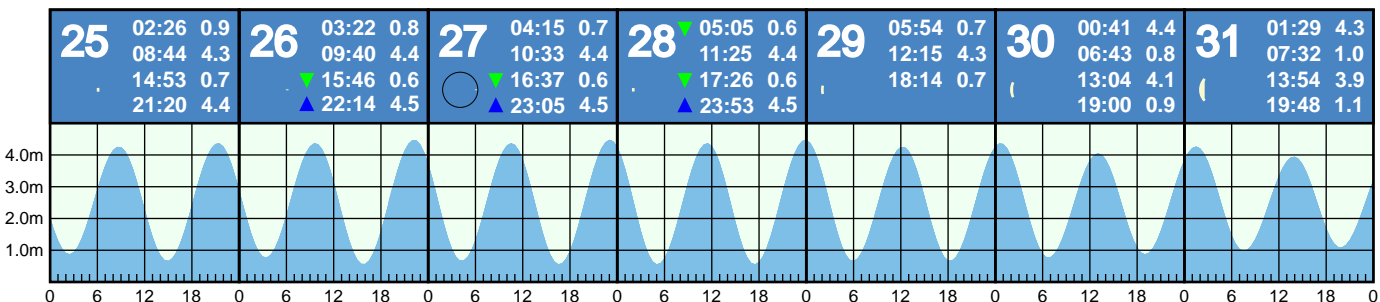 25
02:26 0.9
08:44 4.3
14:53 0.7
21:20 4.4
26
03:22 0.8
09:40 4.4
▼ 15:46 0.6
▲ 22:14 4.5
27
04:15 0.7
10:33 4.4
▼ 16:37 0.6
▲ 23:05 4.5
28
▼ 05:05 0.6
11:25 4.4
▼ 17:26 0.6
▲ 23:53 4.5
29
05:54 0.7
12:15 4.3
18:14 0.7
30
00:41 4.4
06:43 0.8
13:04 4.1
19:00 0.9
31
01:29 4.3
07:32 1.0
13:54 3.9
19:48 1.1
4.0m
3.0m
2.0m
1.0m
0 6 12 18 0 6 12 18 0 6 12 18 0 6 12 18 0 6 12 18 0 6 12 18 0 6 12 18 0